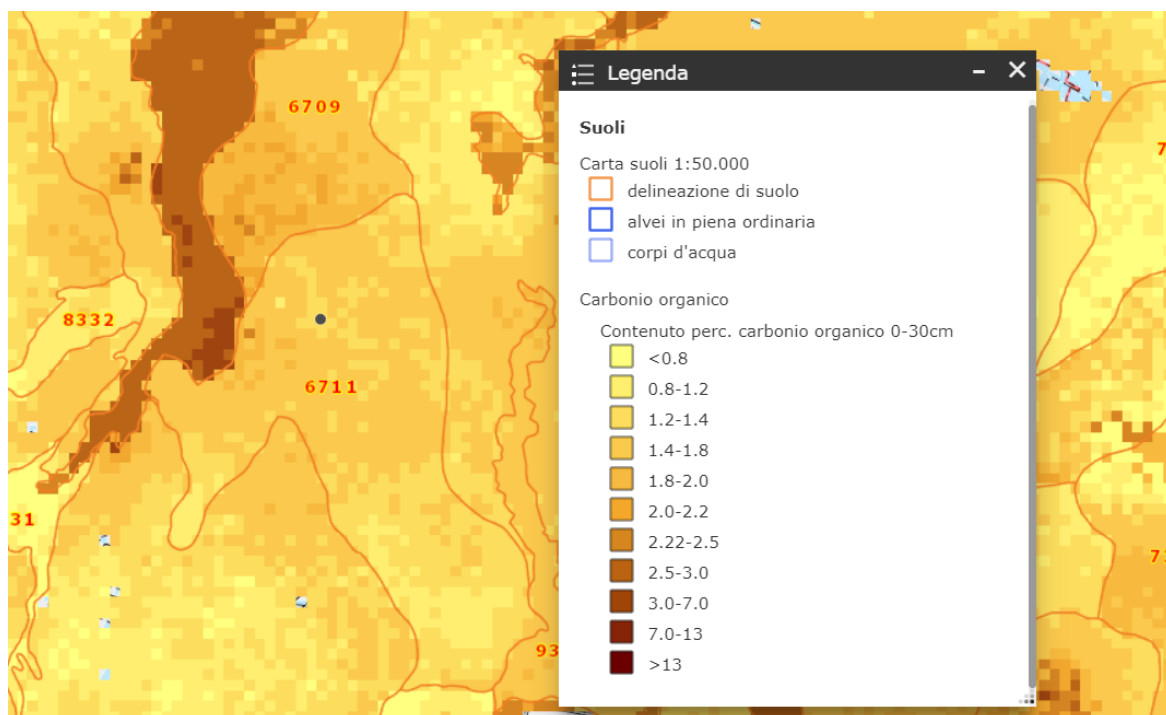 6709
8332
6711
31
93
7
73
Legenda
Suoli
Carta suoli 1:50.000
delineazione di suolo
alvei in piena ordinaria
corpi d'acqua
Carbonio organico
Contenuto perc. carbonio organico 0-30cm
<0.8
0.8-1.2
1.2-1.4
1.4-1.8
1.8-2.0
2.0-2.2
2.22-2.5
2.5-3.0
3.0-7.0
7.0-13
>13